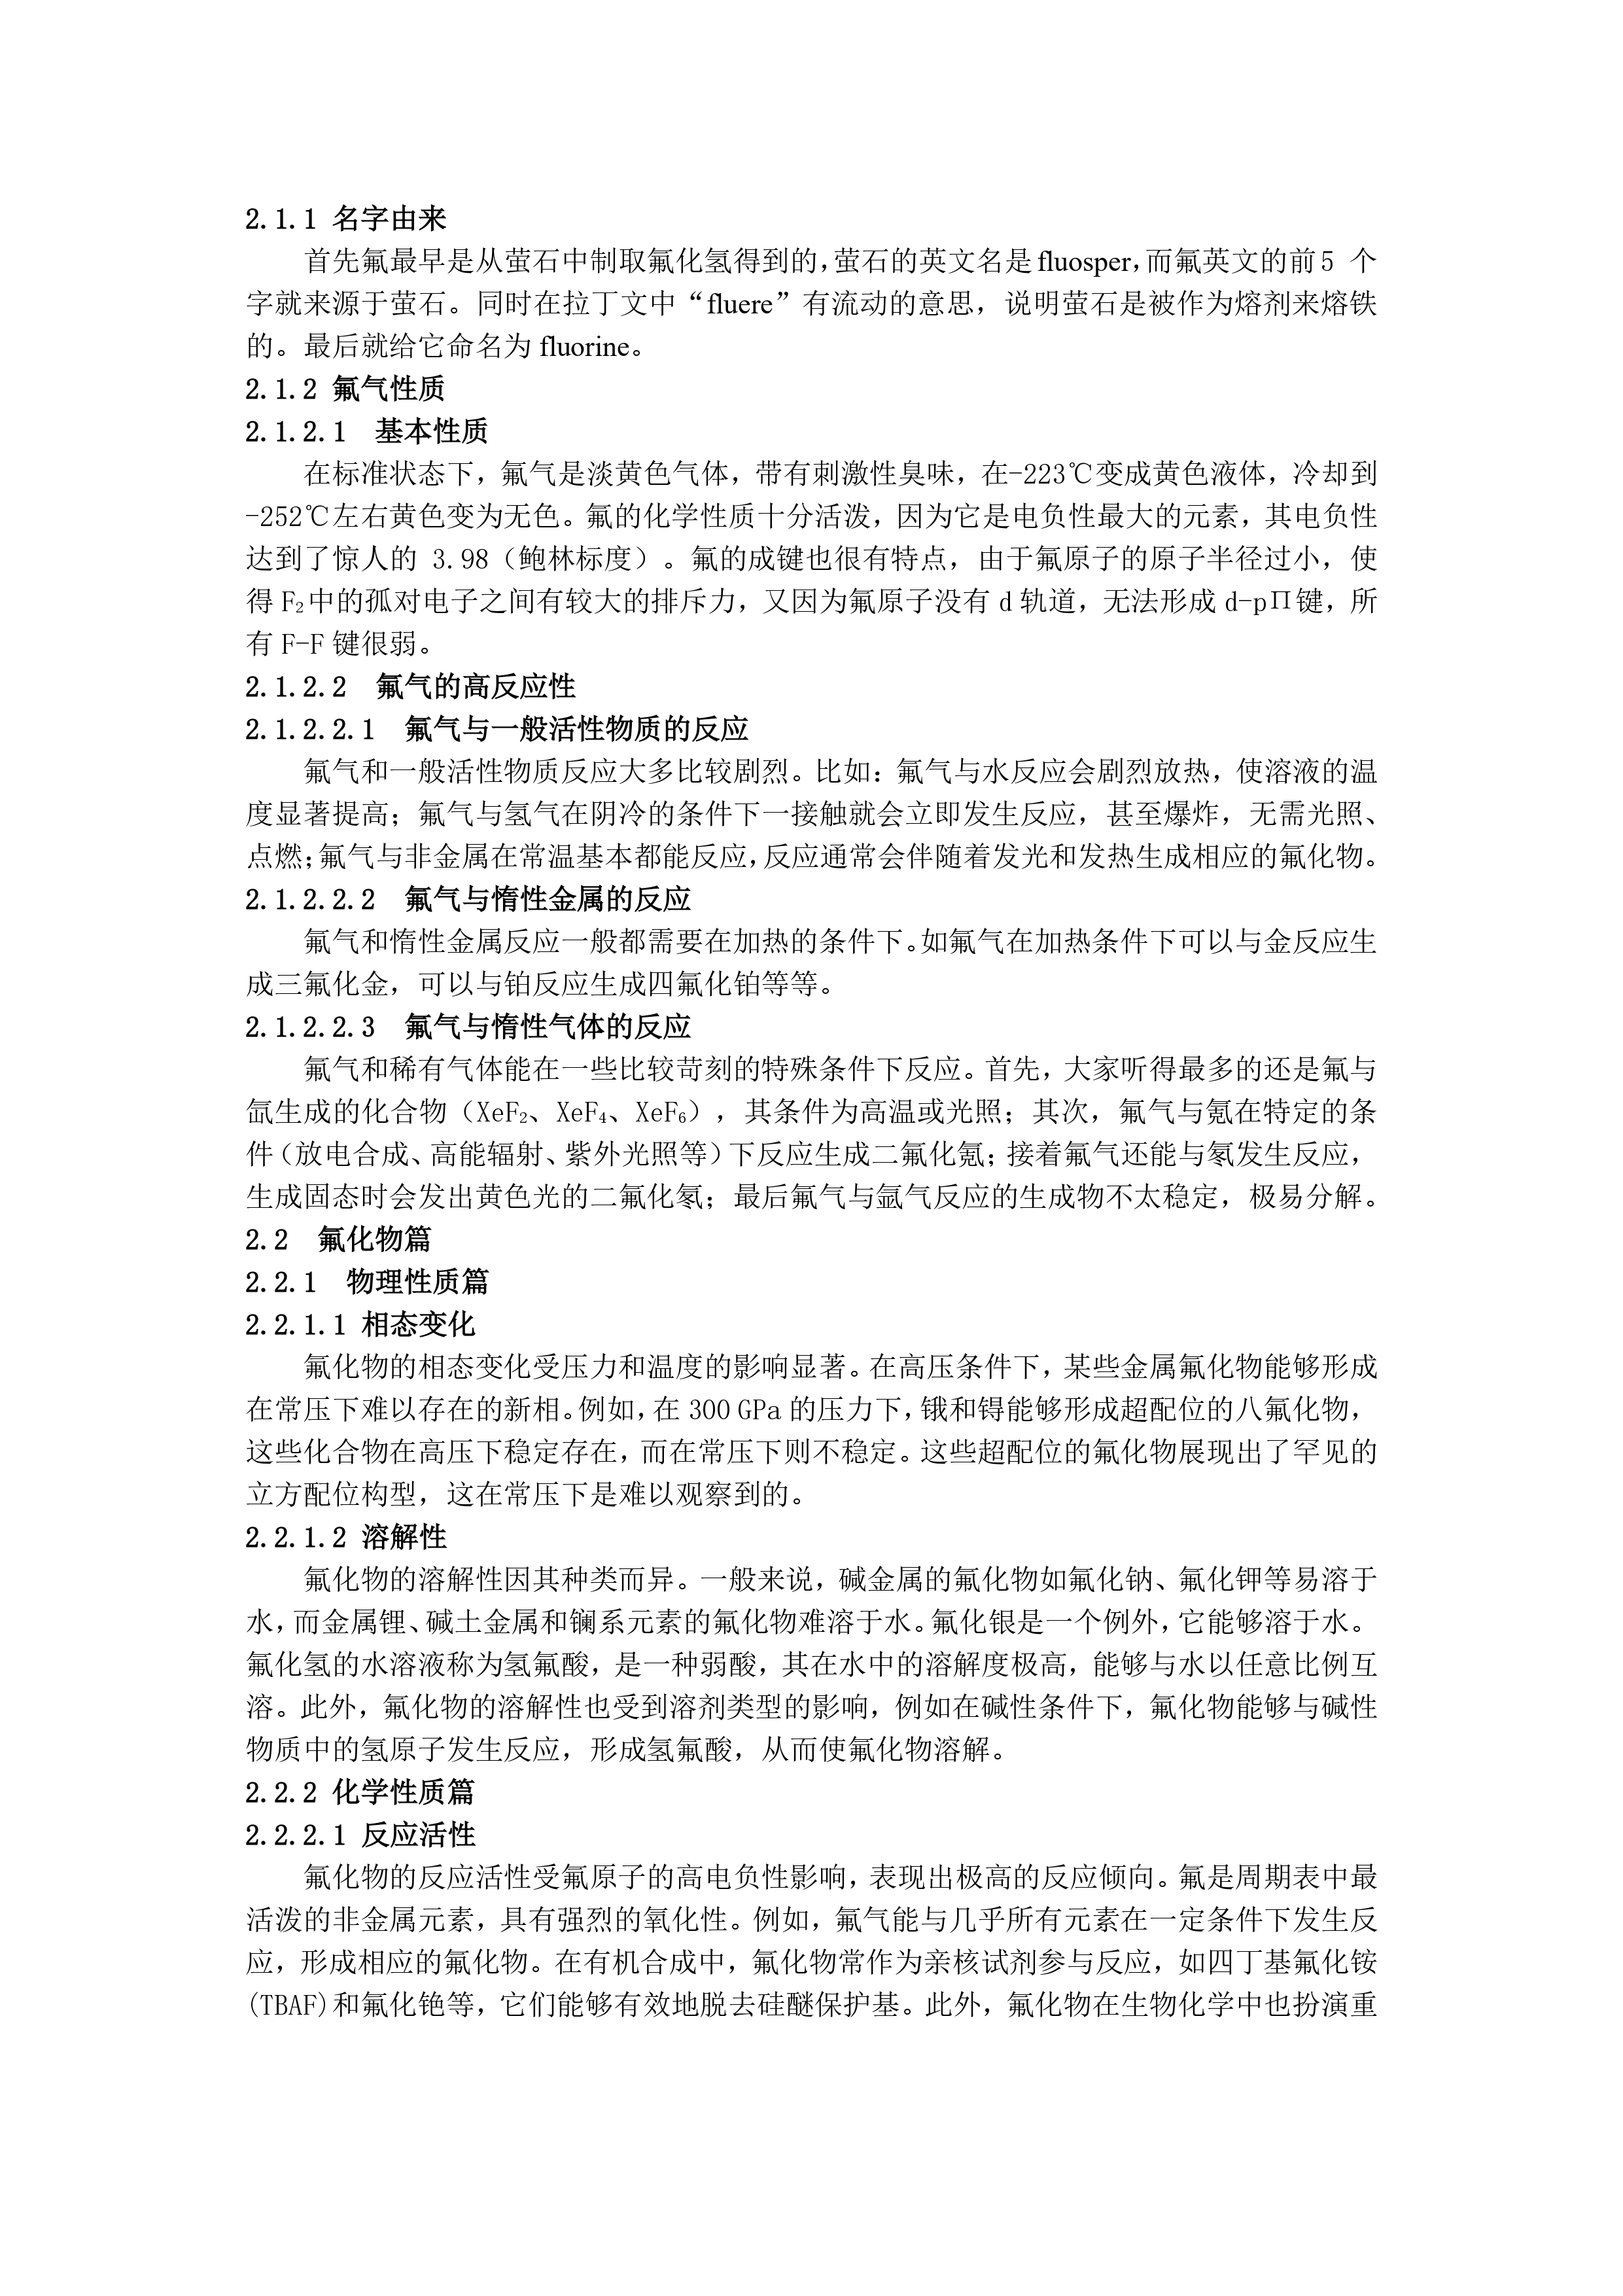 2.1.1 名字由来
首先氟最早是从萤石中制取氟化氢得到的，萤石的英文名是 fluosper，而氟英文的前 5 个
字就来源于萤石。同时在拉丁文中“fluere”有流动的意思，说明萤石是被作为熔剂来熔铁
的。最后就给它命名为 fluorine。
2.1.2 氟气性质
2.1.2.1 基本性质
在标准状态下，氟气是淡黄色气体，带有刺激性臭味，在-223℃变成黄色液体，冷却到
-252℃左右黄色变为无色。氟的化学性质十分活泼，因为它是电负性最大的元素，其电负性
达到了惊人的 3.98（鲍林标度）。氟的成键也很有特点，由于氟原子的原子半径过小，使
得 F₂中的孤对电子之间有较大的排斥力，又因为氟原子没有 d 轨道，无法形成 d-pΠ键，所
有 F-F 键很弱。
2.1.2.2 氟气的高反应性
2.1.2.2.1 氟气与一般活性物质的反应
氟气和一般活性物质反应大多比较剧烈。比如：氟气与水反应会剧烈放热，使溶液的温
度显著提高；氟气与氢气在阴冷的条件下一接触就会立即发生反应，甚至爆炸，无需光照、
点燃；氟气与非金属在常温基本都能反应，反应通常会伴随着发光和发热生成相应的氟化物。
2.1.2.2.2 氟气与惰性金属的反应
氟气和惰性金属反应一般都需要在加热的条件下。如氟气在加热条件下可以与金反应生
成三氟化金，可以与铂反应生成四氟化铂等等。
2.1.2.2.3 氟气与惰性气体的反应
氟气和稀有气体能在一些比较苛刻的特殊条件下反应。首先，大家听得最多的还是氟与
氙生成的化合物（XeF₂、XeF₄、XeF₆），其条件为高温或光照；其次，氟气与氪在特定的条
件（放电合成、高能辐射、紫外光照等）下反应生成二氟化氪；接着氟气还能与氡发生反应，
生成固态时会发出黄色光的二氟化氡；最后氟气与氩气反应的生成物不太稳定，极易分解。
2.2 氟化物篇
2.2.1 物理性质篇
2.2.1.1 相态变化
氟化物的相态变化受压力和温度的影响显著。在高压条件下，某些金属氟化物能够形成
在常压下难以存在的新相。例如，在 300 GPa 的压力下，锇和锝能够形成超配位的八氟化物，
这些化合物在高压下稳定存在，而在常压下则不稳定。这些超配位的氟化物展现出了罕见的
立方配位构型，这在常压下是难以观察到的。
2.2.1.2 溶解性
氟化物的溶解性因其种类而异。一般来说，碱金属的氟化物如氟化钠、氟化钾等易溶于
水，而金属锂、碱土金属和镧系元素的氟化物难溶于水。氟化银是一个例外，它能够溶于水。
氟化氢的水溶液称为氢氟酸，是一种弱酸，其在水中的溶解度极高，能够与水以任意比例互
溶。此外，氟化物的溶解性也受到溶剂类型的影响，例如在碱性条件下，氟化物能够与碱性
物质中的氢原子发生反应，形成氢氟酸，从而使氟化物溶解。
2.2.2 化学性质篇
2.2.2.1 反应活性
氟化物的反应活性受氟原子的高电负性影响，表现出极高的反应倾向。氟是周期表中最
活泼的非金属元素，具有强烈的氧化性。例如，氟气能与几乎所有元素在一定条件下发生反
应，形成相应的氟化物。在有机合成中，氟化物常作为亲核试剂参与反应，如四丁基氟化铵
(TBAF)和氟化铯等，它们能够有效地脱去硅醚保护基。此外，氟化物在生物化学中也扮演重